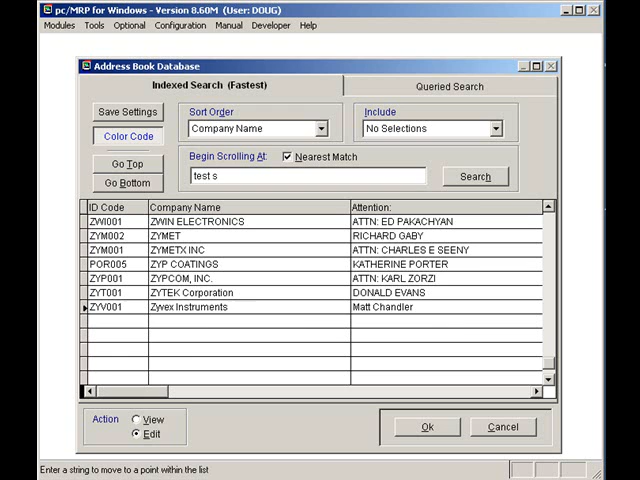 pc/MRP for Windows - Version 8.60M (User: DOUG)
Modules Tools Optional Configuration Manual Developer Help
Address Book Database
Indexed Search (Fastest) Queried Search
Save Settings
Color Code
Go Top
Go Bottom
Sort Order
Company Name
Include
No Selections
Begin Scrolling At: Nearest Match
test s Search
ID Code Company Name Attention:
ZWI001 ZWIN ELECTRONICS ATTN: ED PAKACHYAN
ZYM002 ZYMET RICHARD GABY
ZYM001 ZYMETX INC ATTN: CHARLES E SEENY
POR005 ZYP COATINGS KATHERINE PORTER
ZYP001 ZYPCOM, INC. ATTN: KARL ZORZI
ZYT001 ZYTEK Corporation DONALD EVANS
ZYV001 Zyvex Instruments Matt Chandler
Action View
Edit
Ok Cancel
Enter a string to move to a point within the list